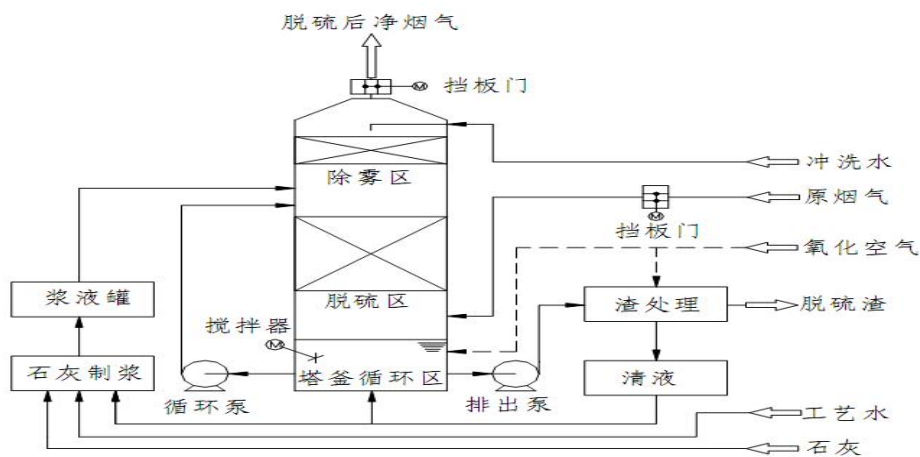 脱硫后净烟气
M
挡板门
冲洗水
除雾区
原烟气
M
挡板门
氧化空气
浆液罐
脱硫区
渣处理
脱硫渣
搅拌器
M
石灰制浆
塔釜循环区
清液
循环泵
排出泵
工艺水
石灰